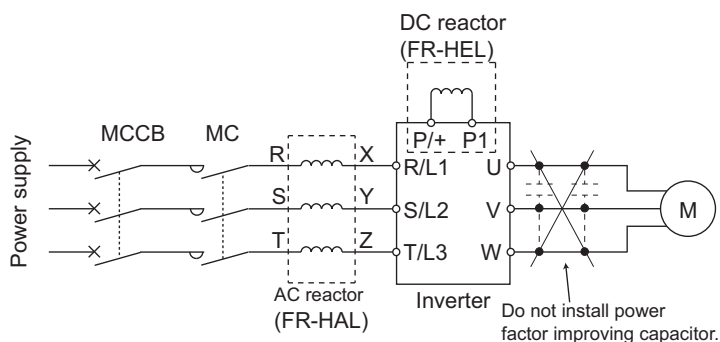 DC reactor
(FR-HEL)
MCCB
MC
P/+
P1
R
X
R/L1
U
Power supply
S
Y
S/L2
V
M
T
Z
T/L3
W
AC reactor
(FR-HAL)
Inverter
Do not install power
factor improving capacitor.